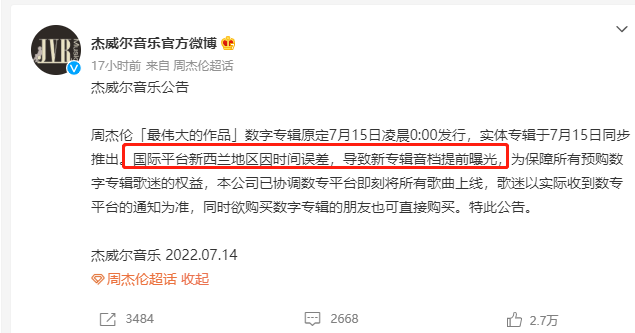 JVR Music
杰威尔音乐官方微博
17小时前 来自 周杰伦超话
杰威尔音乐公告
周杰伦「最伟大的作品」数字专辑原定7月15日凌晨0:00发行，实体专辑于7月15日同步
推出。国际平台新西兰地区因时间误差，导致新专辑音档提前曝光，为保障所有预购数
字专辑歌迷的权益，本公司已协调数专平台即刻将所有歌曲上线，歌迷以实际收到数专
平台的通知为准，同时欲购买数字专辑的朋友也可直接购买。特此公告。
杰威尔音乐 2022.07.14
周杰伦超话 收起
3484 2668 2.7万